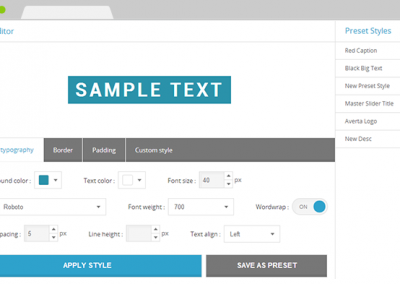 ditor
Preset Styles
Red Caption
Black Big Text
New Preset Style
Master Slider Title
Averta Logo
New Desc
SAMPLE TEXT
typography Border Padding Custom style
ound color : Text color : Font size : 40 px
Roboto Font weight : 700 Wordwrap : ON
pacing : 5 px Line height : px Text align : Left
APPLY STYLE SAVE AS PRESET